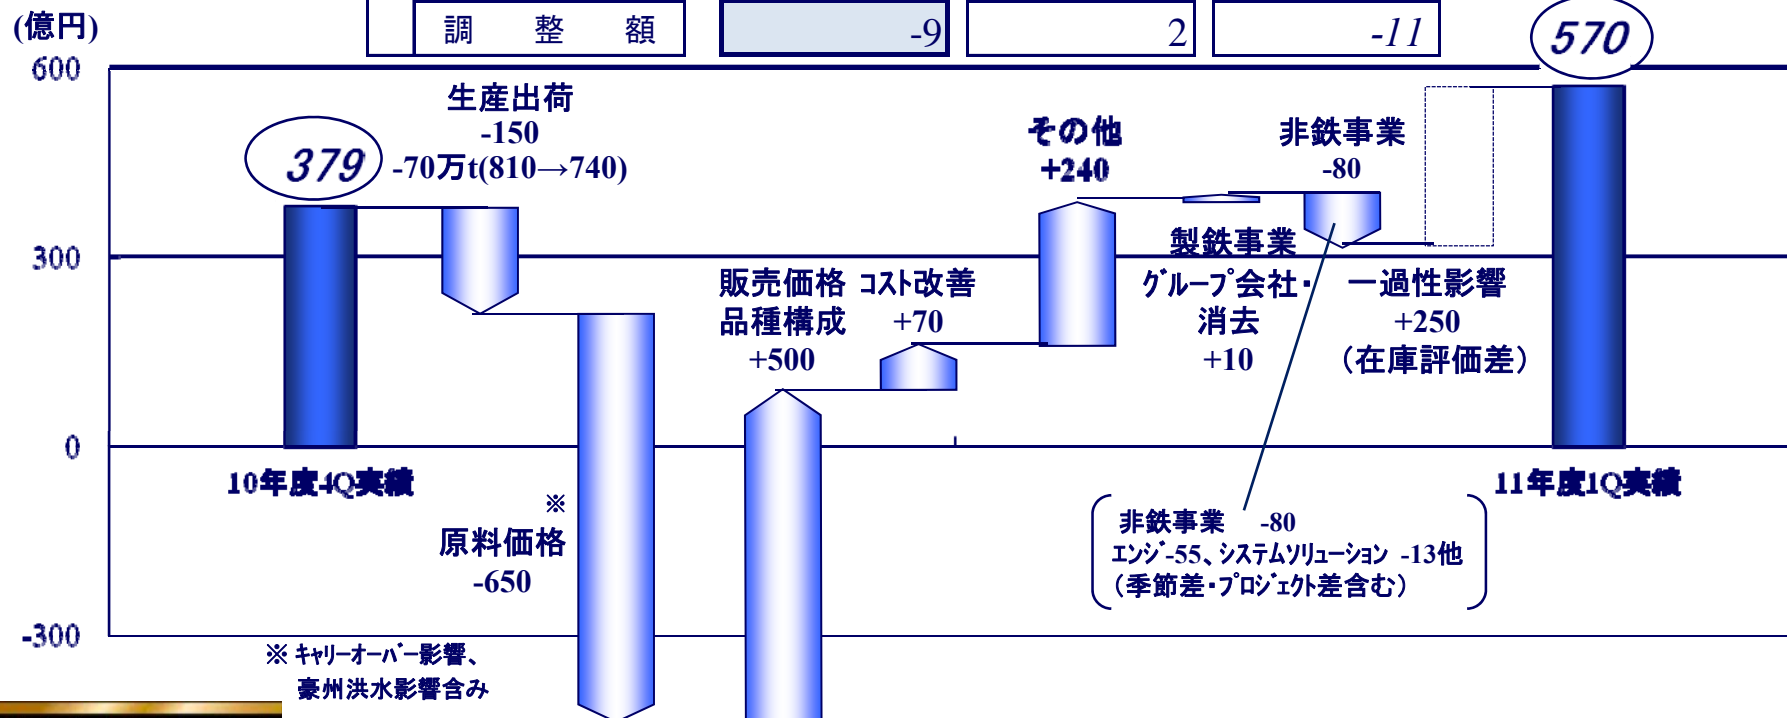 調 整 額 -9 2 -11
(億円)
570
600
生産出荷
-150
-70万t(810→740)
379
その他
+240
非鉄事業
-80
300
製鉄事業
グループ会社・
消去
+10
販売価格
品種構成
+500
コスト改善
+70
一過性影響
+250
(在庫評価差)
0
10年度4Q実績
11年度1Q実績
※
原料価格
-650
非鉄事業 -80
エンジ-55、システムソリューション -13他
(季節差・プロジェクト差含む)
-300
※ キャリーオーバー影響、
豪州洪水影響含み